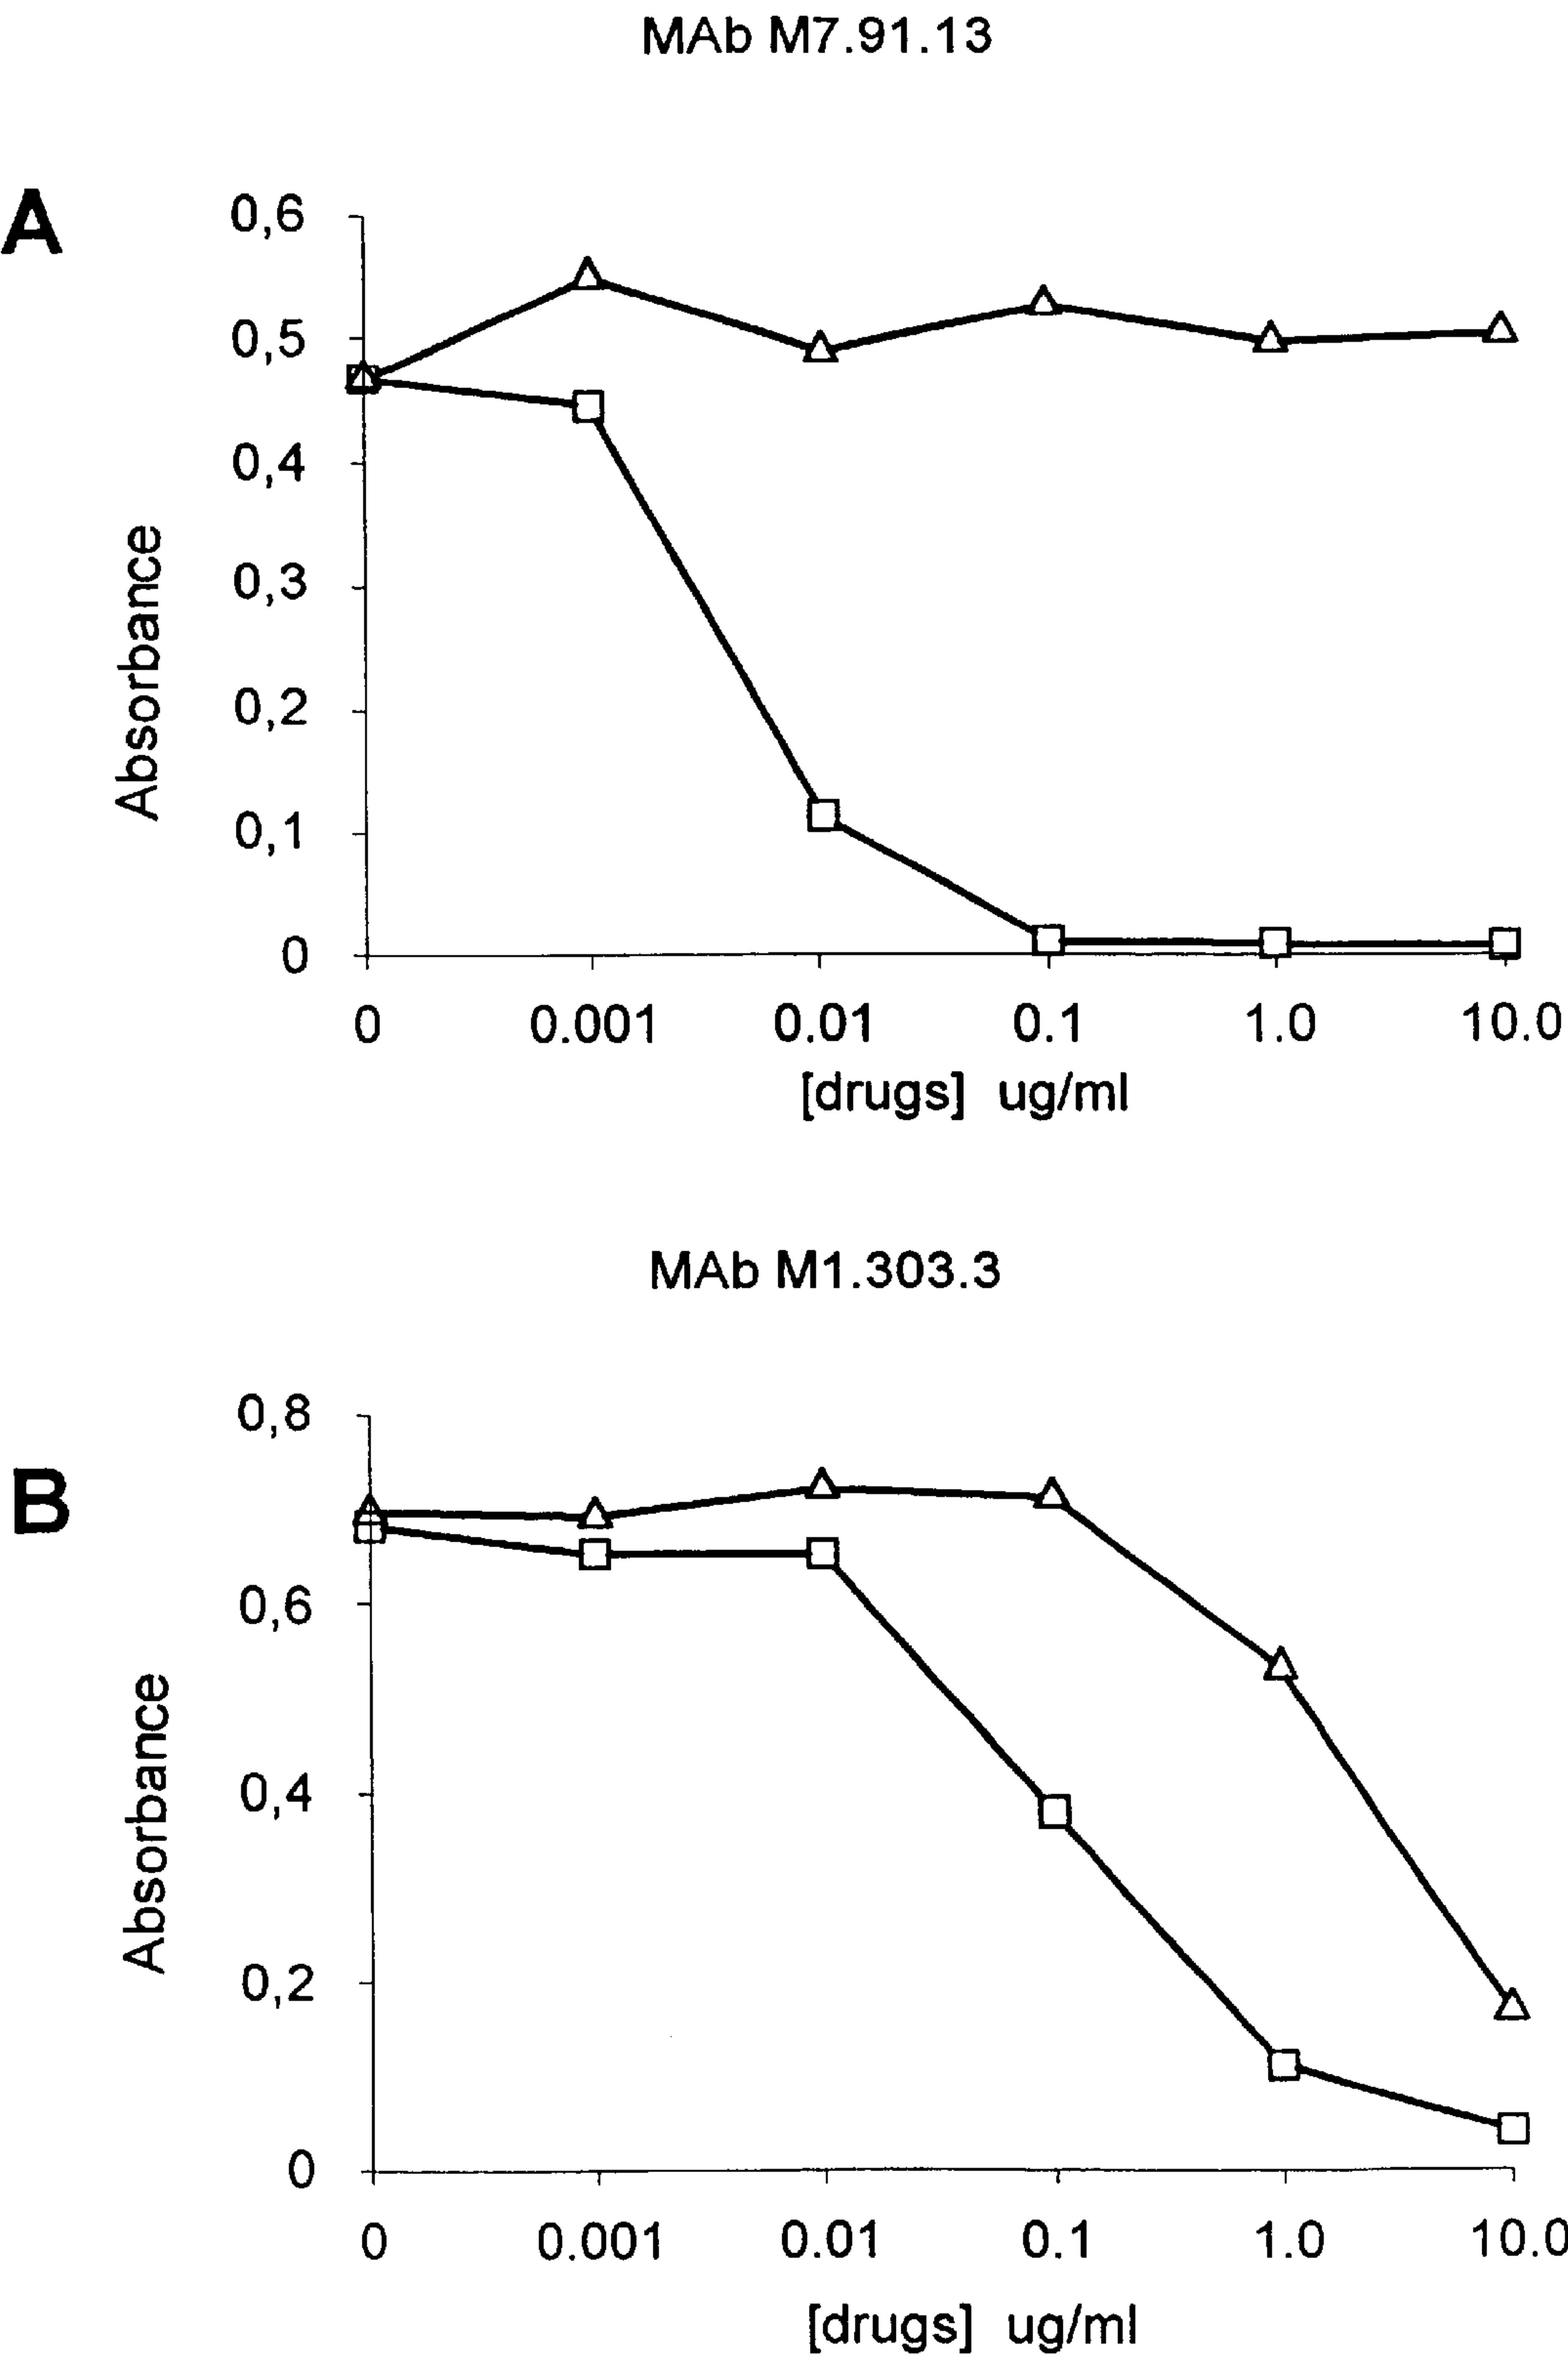 MAb M7.91.13
A
0,6
0,5
0,4
0,3
0,2
0,1
0
Absorbance
0 0.001 0.01 0.1 1.0 10.0
[drugs] ug/ml
MAb M1.303.3
B
0,8
0,6
0,4
0,2
0
Absorbance
0 0.001 0.01 0.1 1.0 10.0
[drugs] ug/ml